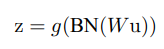 z = g(BN(Wu))